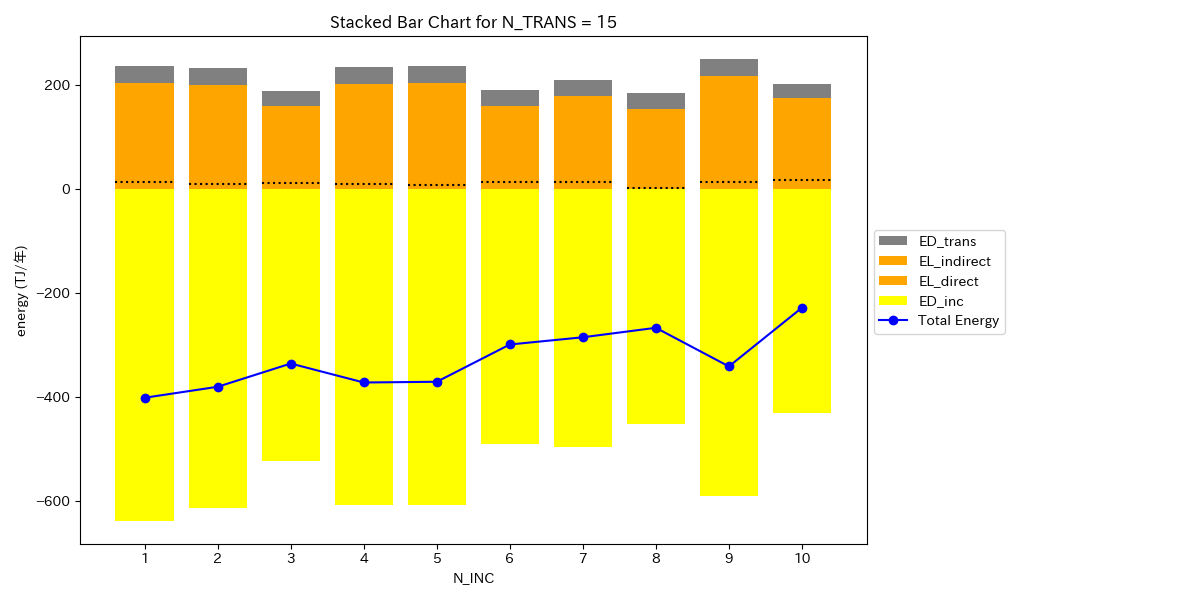 Stacked Bar Chart for N_TRANS = 15
energy (TJ/年)
200
0
−200
−400
−600
1 2 3 4 5 6 7 8 9 10
N_INC
ED_trans
EL_indirect
EL_direct
ED_inc
Total Energy